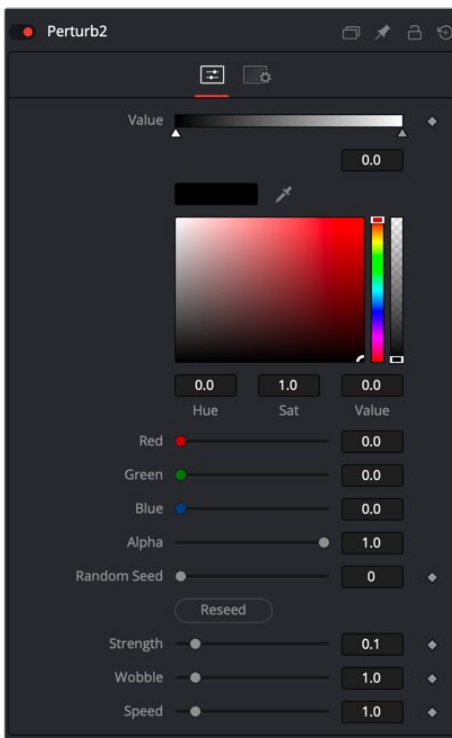 Perturb2
Value
0.0
0.0 1.0 0.0
Hue Sat Value
Red 0.0
Green 0.0
Blue 0.0
Alpha 1.0
Random Seed 0
Reseed
Strength 0.1
Wobble 1.0
Speed 1.0